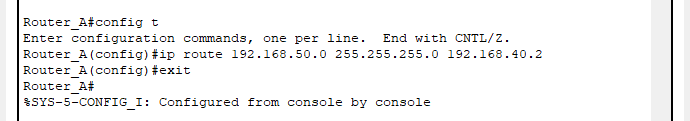 Router_A#config t
Enter configuration commands, one per line.  End with CNTL/Z.
Router_A(config)#ip route 192.168.50.0 255.255.255.0 192.168.40.2
Router_A(config)#exit
Router_A#
%SYS-5-CONFIG_I: Configured from console by console